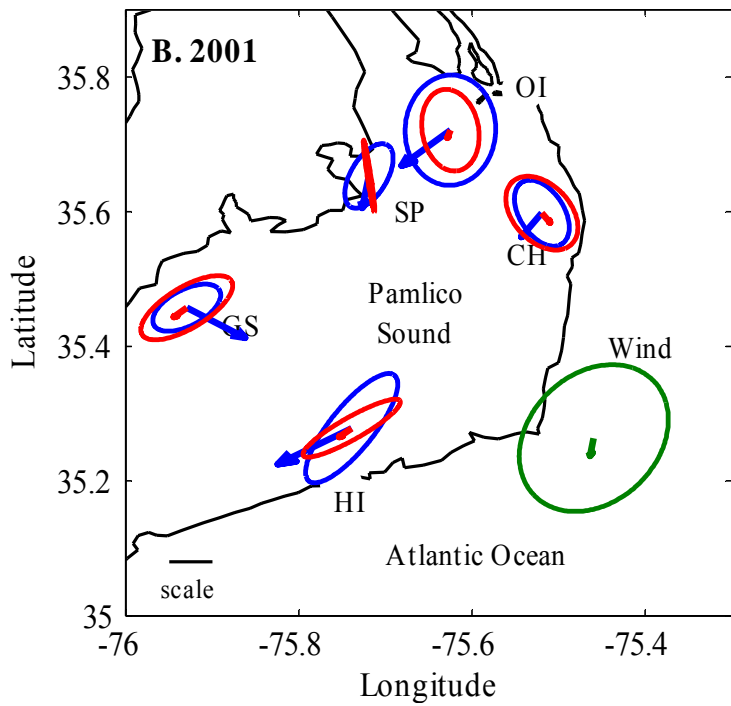 B. 2001
35.8
OI
35.6
SP
CH
Pamlico
Sound
GS
35.4
Wind
35.2
HI
Atlantic Ocean
scale
35
-76
-75.8
-75.6
-75.4
Longitude
Latitude